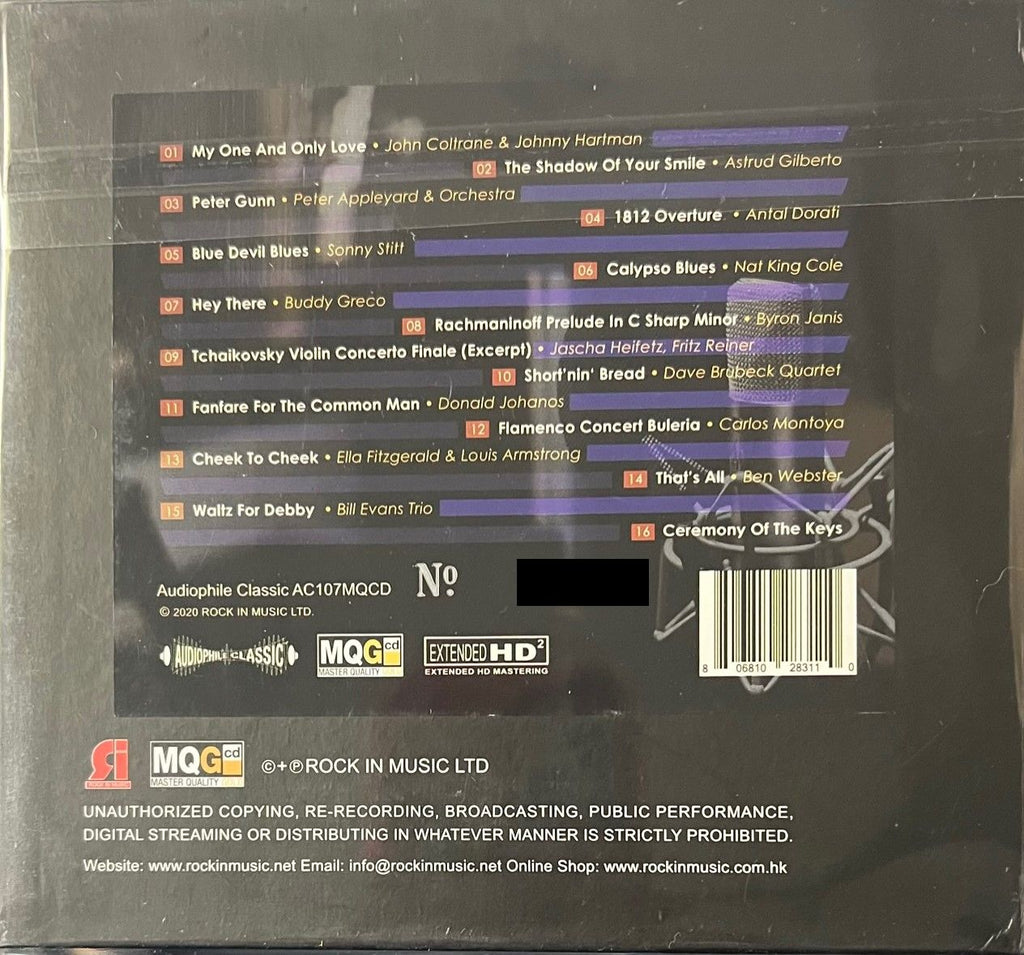 01 My One And Only Love • John Coltrane & Johnny Hartman
02 The Shadow Of Your Smile • Astrud Gilberto
03 Peter Gunn • Peter Appleyard & Orchestra
04 1812 Overture • Antal Dorati
05 Blue Devil Blues • Sonny Stitt
06 Calypso Blues • Nat King Cole
07 Hey There • Buddy Greco
08 Rachmaninoff Prelude In C Sharp Minor • Byron Janis
09 Tchaikovsky Violin Concerto Finale (Excerpt) • Jascha Heifetz, Fritz Reiner
10 Short'nin' Bread • Dave Brubeck Quartet
11 Fanfare For The Common Man • Donald Johanos
12 Flamenco Concert Buleria • Carlos Montoya
13 Cheek To Cheek • Ella Fitzgerald & Louis Armstrong
14 That's All • Ben Webster
15 Waltz For Debby • Bill Evans Trio
16 Ceremony Of The Keys
Audiophile Classic AC107MQCD Nº
© 2020 ROCK IN MUSIC LTD.
AUDIOPHILE CLASSIC
MQGcd
MASTER QUALITY GOLD
EXTENDED HD2
EXTENDED HD MASTERING
8 06810 28311 0
ROCK IN MUSIC
MQGcd
MASTER QUALITY GOLD
©+℗ROCK IN MUSIC LTD
UNAUTHORIZED COPYING, RE-RECORDING, BROADCASTING, PUBLIC PERFORMANCE,
DIGITAL STREAMING OR DISTRIBUTING IN WHATEVER MANNER IS STRICTLY PROHIBITED.
Website: www.rockinmusic.net Email: info@rockinmusic.net Online Shop: www.rockinmusic.com.hk